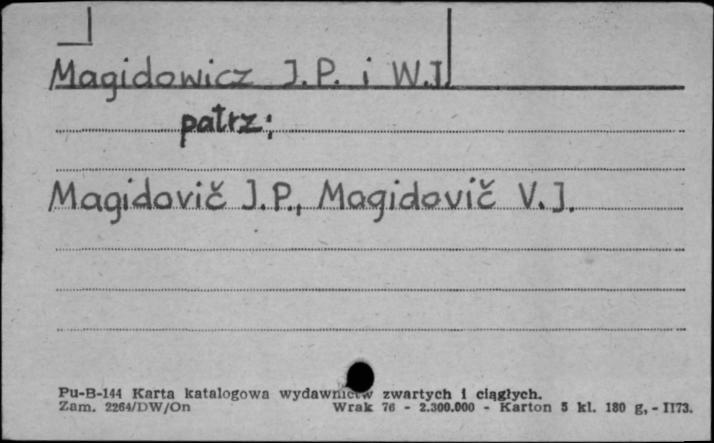 Magidowicz J.P. i W.I.
patrz:
Magidovič J.P., Magidovič V.J.
Pu-B-144 Karta katalogowa wydawnictw zwartych i ciągłych.
Zam. 2264/DW/On Wrak 76 - 2.300.000 - Karton 5 kl. 180 g, - II73.